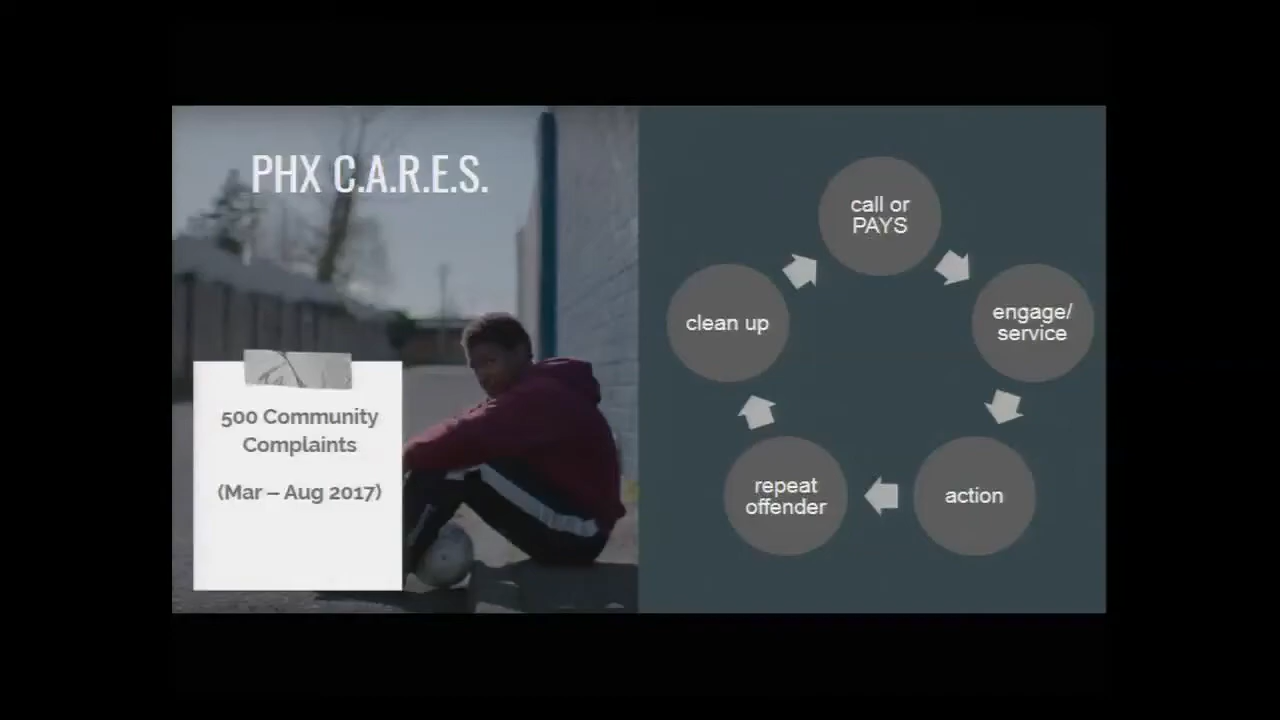 PHX C.A.R.E.S.
500 Community
Complaints
(Mar – Aug 2017)
call or
PAYS
engage/
service
action
repeat
offender
clean up